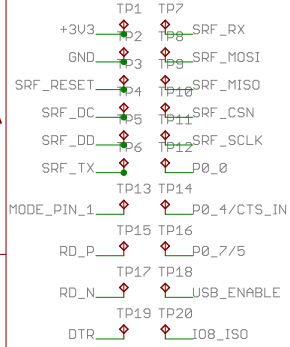 TP1 TP7
+3V3 SRF_RX
TP2 TP8
GND SRF_MOSI
TP3 TP9
SRF_RESET SRF_MISO
TP4 TP10
SRF_DC SRF_CSN
TP5 TP11
SRF_DD SRF_SCLK
TP6 TP12
SRF_TX P0_0
TP13 TP14
MODE_PIN_1 P0_4/CTS_IN
TP15 TP16
RD_P P0_7/5
TP17 TP18
RD_N USB_ENABLE
TP19 TP20
DTR IO8_ISO